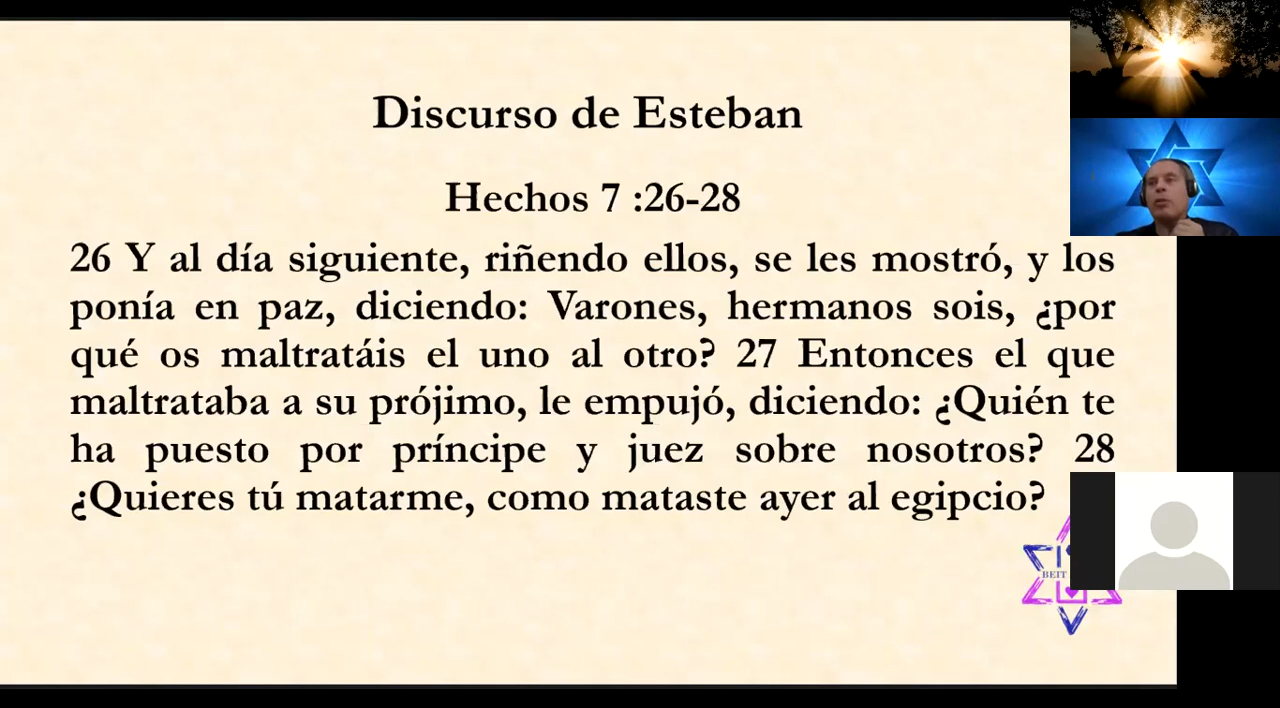 Discurso de Esteban
Hechos 7 :26-28
26 Y al día siguiente, riñendo ellos, se les mostró, y los
ponía en paz, diciendo: Varones, hermanos sois, ¿por
qué os maltratáis el uno al otro? 27 Entonces el que
maltrataba a su prójimo, le empujó, diciendo: ¿Quién te
ha puesto por príncipe y juez sobre nosotros? 28
¿Quieres tú matarme, como mataste ayer al egipcio?
BEIT